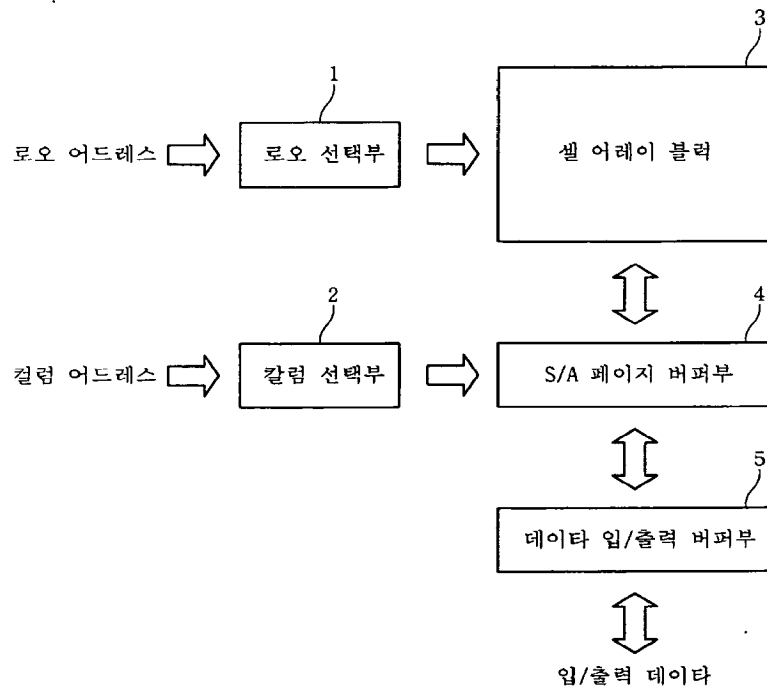 3
1
로오 어드레스
로오 선택부
셀 어레이 블럭
2
4
컬럼 어드레스
칼럼 선택부
S/A 페이지 버퍼부
5
데이타 입/출력 버퍼부
입/출력 데이타